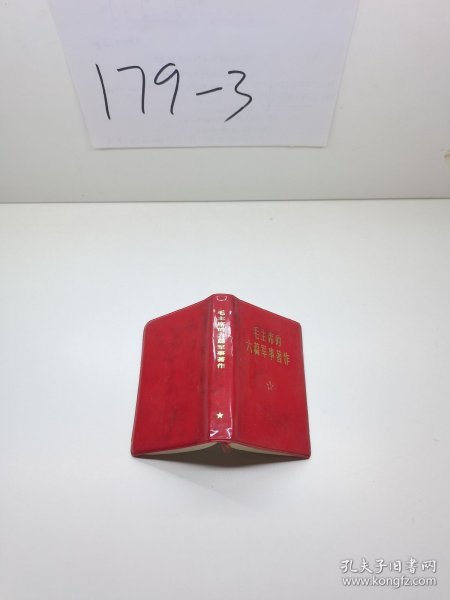 179-3
毛主席的六篇军事著作
毛主席的
六篇军事著作
孔夫子旧书网
www.kongfz.com